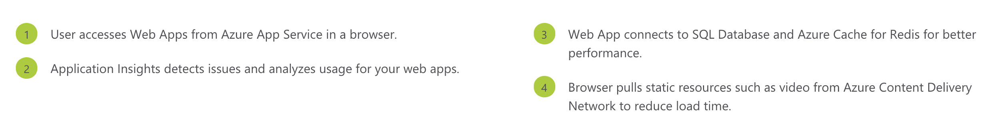 1 User accesses Web Apps from Azure App Service in a browser.
2 Application Insights detects issues and analyzes usage for your web apps.
3 Web App connects to SQL Database and Azure Cache for Redis for better
performance.
4 Browser pulls static resources such as video from Azure Content Delivery
Network to reduce load time.